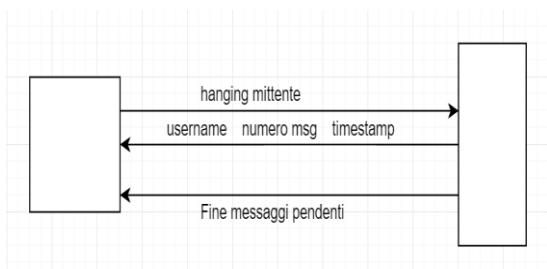 hanging mittente
username numero msg timestamp
Fine messaggi pendenti